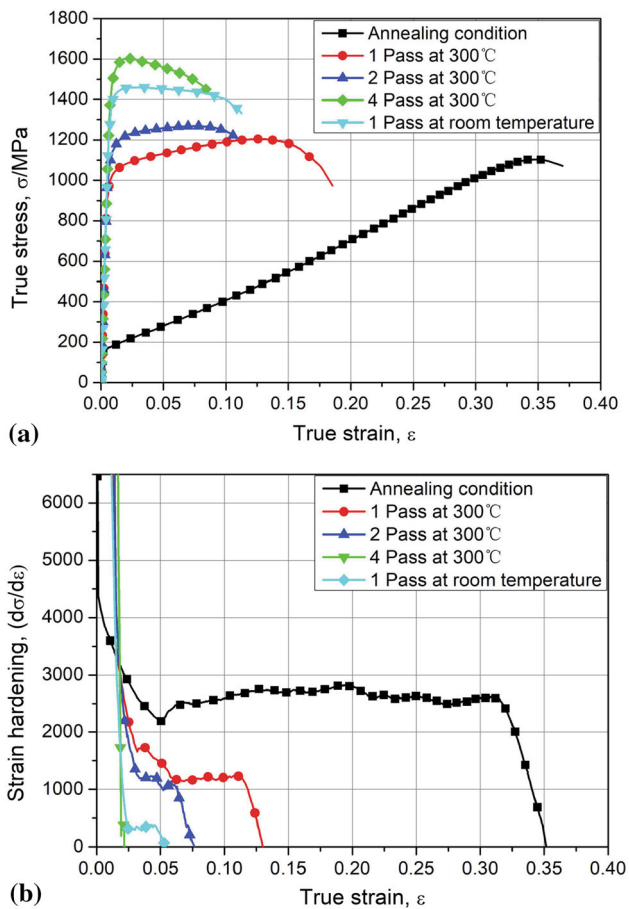 1800
1600
1400
1200
1000
800
600
400
200
0
True stress, σ/MPa
Annealing condition
1 Pass at 300℃
2 Pass at 300℃
4 Pass at 300℃
1 Pass at room temperature
0.00 0.05 0.10 0.15 0.20 0.25 0.30 0.35 0.40
True strain, ε
(a)
6000
5000
4000
3000
2000
1000
0
Strain hardening, (dσ/dε)
Annealing condition
1 Pass at 300℃
2 Pass at 300℃
4 Pass at 300℃
1 Pass at room temperature
0.00 0.05 0.10 0.15 0.20 0.25 0.30 0.35 0.40
True strain, ε
(b)